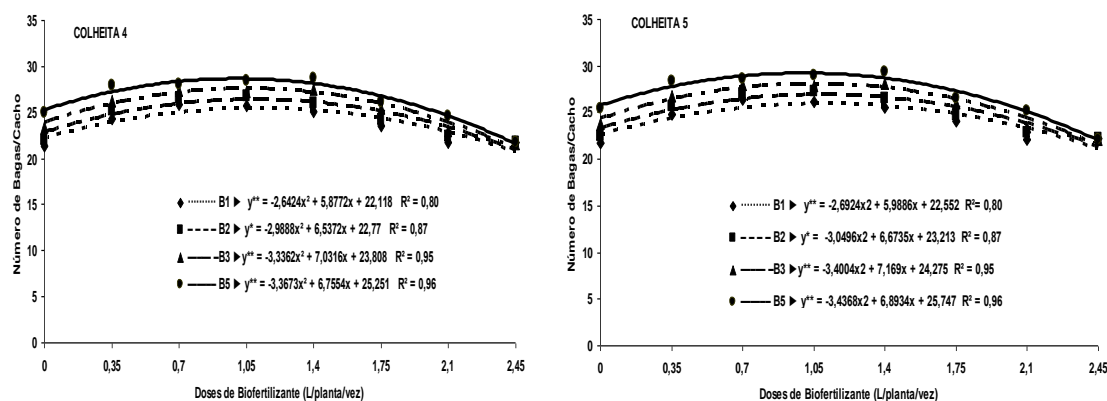 COLHEITA 4
Número de Bagas/Cacho
35
30
25
20
15
10
5
0
B1 ▶ y** = -2,6424x² + 5,8772x + 22,118 R² = 0,80
B2 ▶ y* = -2,9888x² + 6,5372x + 22,77 R² = 0,87
B3 ▶ y** = -3,3362x² + 7,0316x + 23,808 R² = 0,95
B5 ▶ y** = -3,3673x² + 6,7554x + 25,251 R² = 0,96
0 0,35 0,7 1,05 1,4 1,75 2,1 2,45
Doses de Biofertilizante (L/planta/vez)
COLHEITA 5
Número de Bagas/Cacho
35
30
25
20
15
10
5
0
B1 ▶ y** = -2,6924x2 + 5,9886x + 22,552 R²= 0,80
B2 ▶ y* = -3,0496x2 + 6,6735x + 23,213 R² = 0,87
B3 ▶ y** = -3,4004x2 + 7,169x + 24,275 R² = 0,95
B5 ▶ y** = -3,4368x2 + 6,8934x + 25,747 R² = 0,96
0 0,35 0,7 1,05 1,4 1,75 2,1 2,45
Doses de Biofertilizante (L/planta/vez)